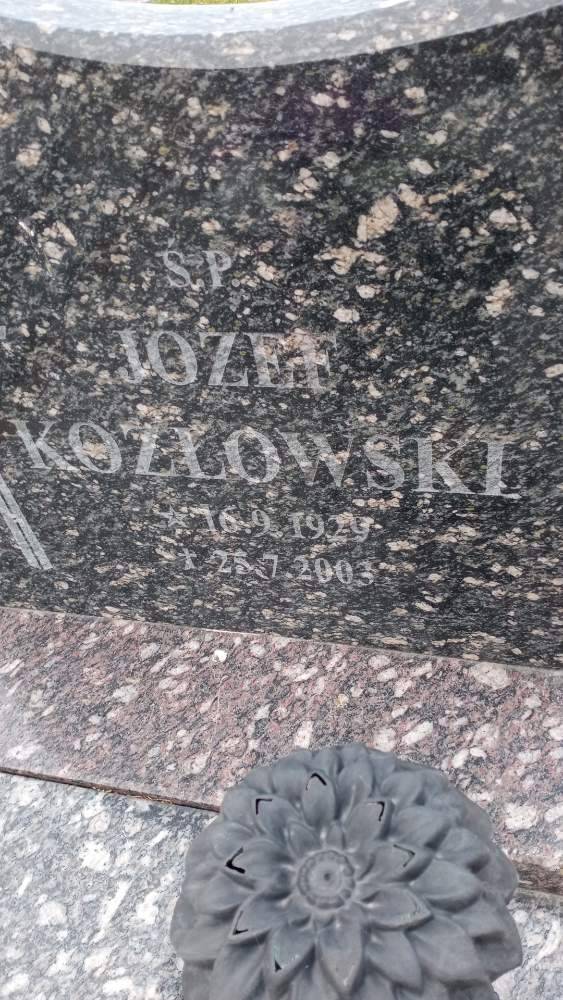 Ś.P.
JÓZEF
KOZŁOWSKI
★ 16.9.1929
✝ 25.7.2003